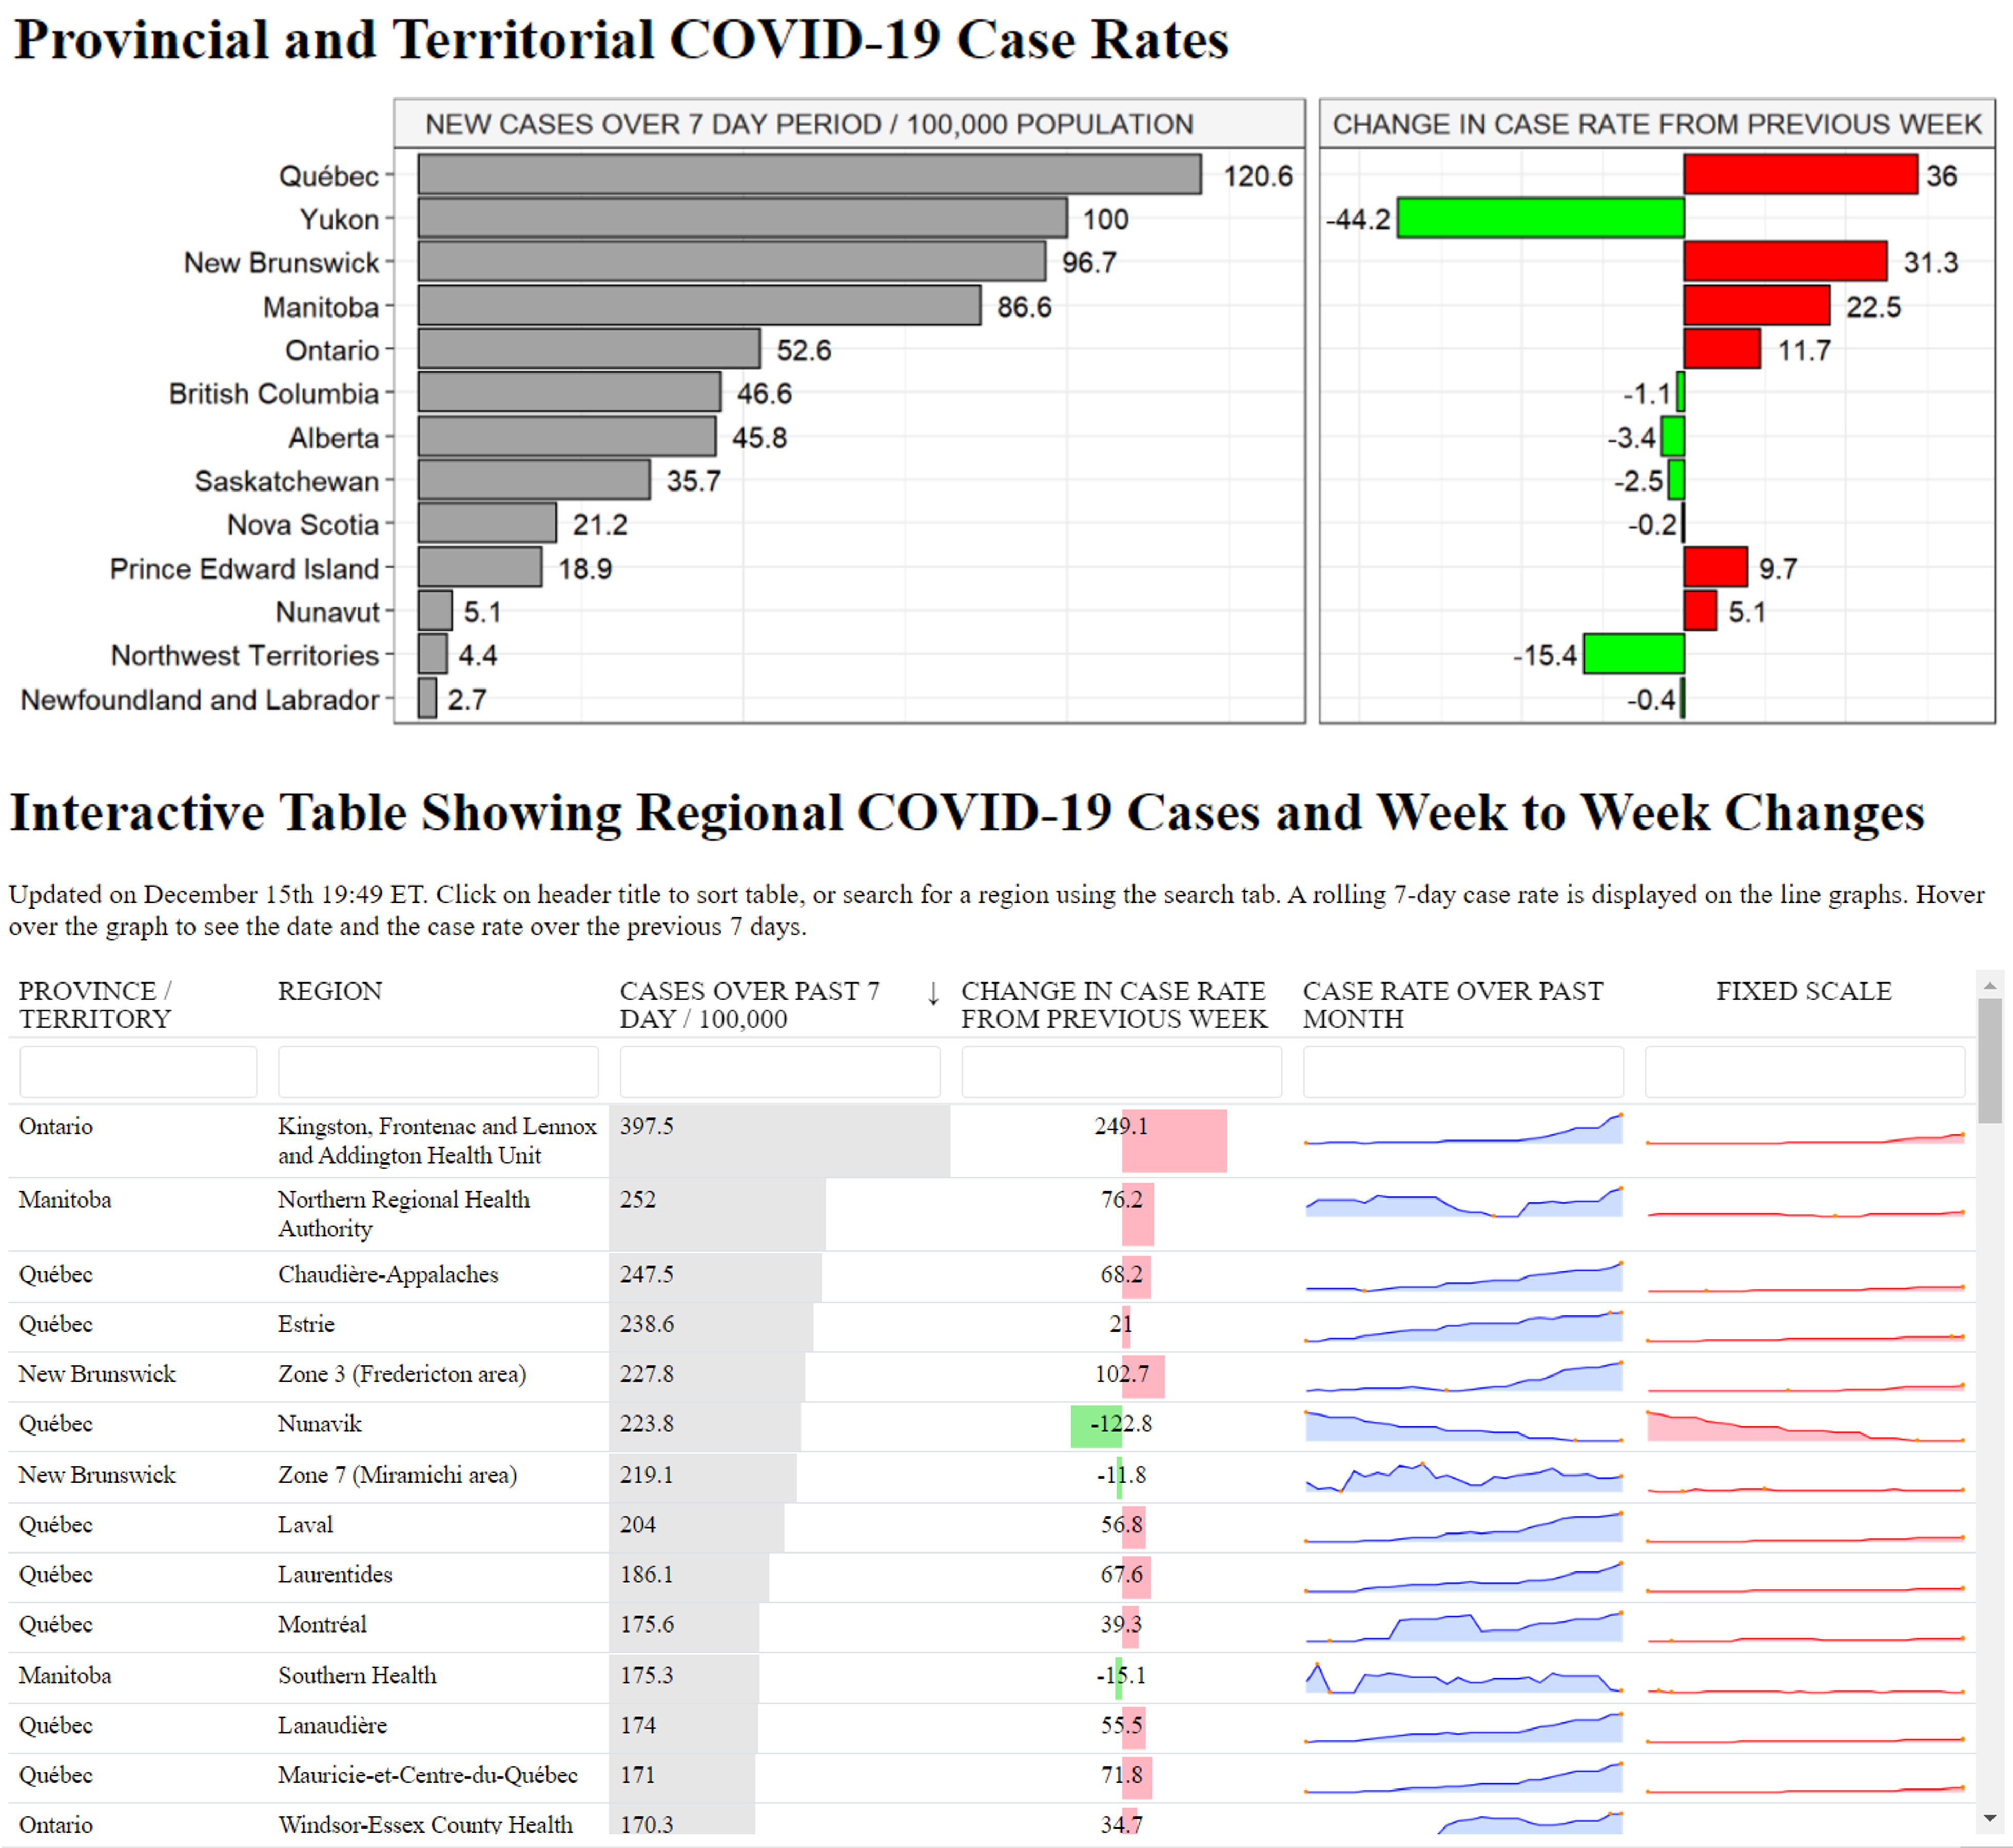 Provincial and Territorial COVID-19 Case Rates
NEW CASES OVER 7 DAY PERIOD / 100,000 POPULATION
CHANGE IN CASE RATE FROM PREVIOUS WEEK
Québec 120.6 36
Yukon 100 -44.2
New Brunswick 96.7 31.3
Manitoba 86.6 22.5
Ontario 52.6 11.7
British Columbia 46.6 -1.1
Alberta 45.8 -3.4
Saskatchewan 35.7 -2.5
Nova Scotia 21.2 -0.2
Prince Edward Island 18.9 9.7
Nunavut 5.1 5.1
Northwest Territories 4.4 -15.4
Newfoundland and Labrador 2.7 -0.4
Interactive Table Showing Regional COVID-19 Cases and Week to Week Changes
Updated on December 15th 19:49 ET. Click on header title to sort table, or search for a region using the search tab. A rolling 7-day case rate is displayed on the line graphs. Hover
over the graph to see the date and the case rate over the previous 7 days.
PROVINCE / REGION CASES OVER PAST 7 ↓ CHANGE IN CASE RATE CASE RATE OVER PAST FIXED SCALE
TERRITORY DAY / 100,000 FROM PREVIOUS WEEK MONTH
Ontario Kingston, Frontenac and Lennox 397.5 249.1
and Addington Health Unit
Manitoba Northern Regional Health 252 76.2
Authority
Québec Chaudière-Appalaches 247.5 68.2
Québec Estrie 238.6 21
New Brunswick Zone 3 (Fredericton area) 227.8 102.7
Québec Nunavik 223.8 -122.8
New Brunswick Zone 7 (Miramichi area) 219.1 -11.8
Québec Laval 204 56.8
Québec Laurentides 186.1 67.6
Québec Montréal 175.6 39.3
Manitoba Southern Health 175.3 -15.1
Québec Lanaudière 174 55.5
Québec Mauricie-et-Centre-du-Québec 171 71.8
Ontario Windsor-Essex County Health 170.3 34.7